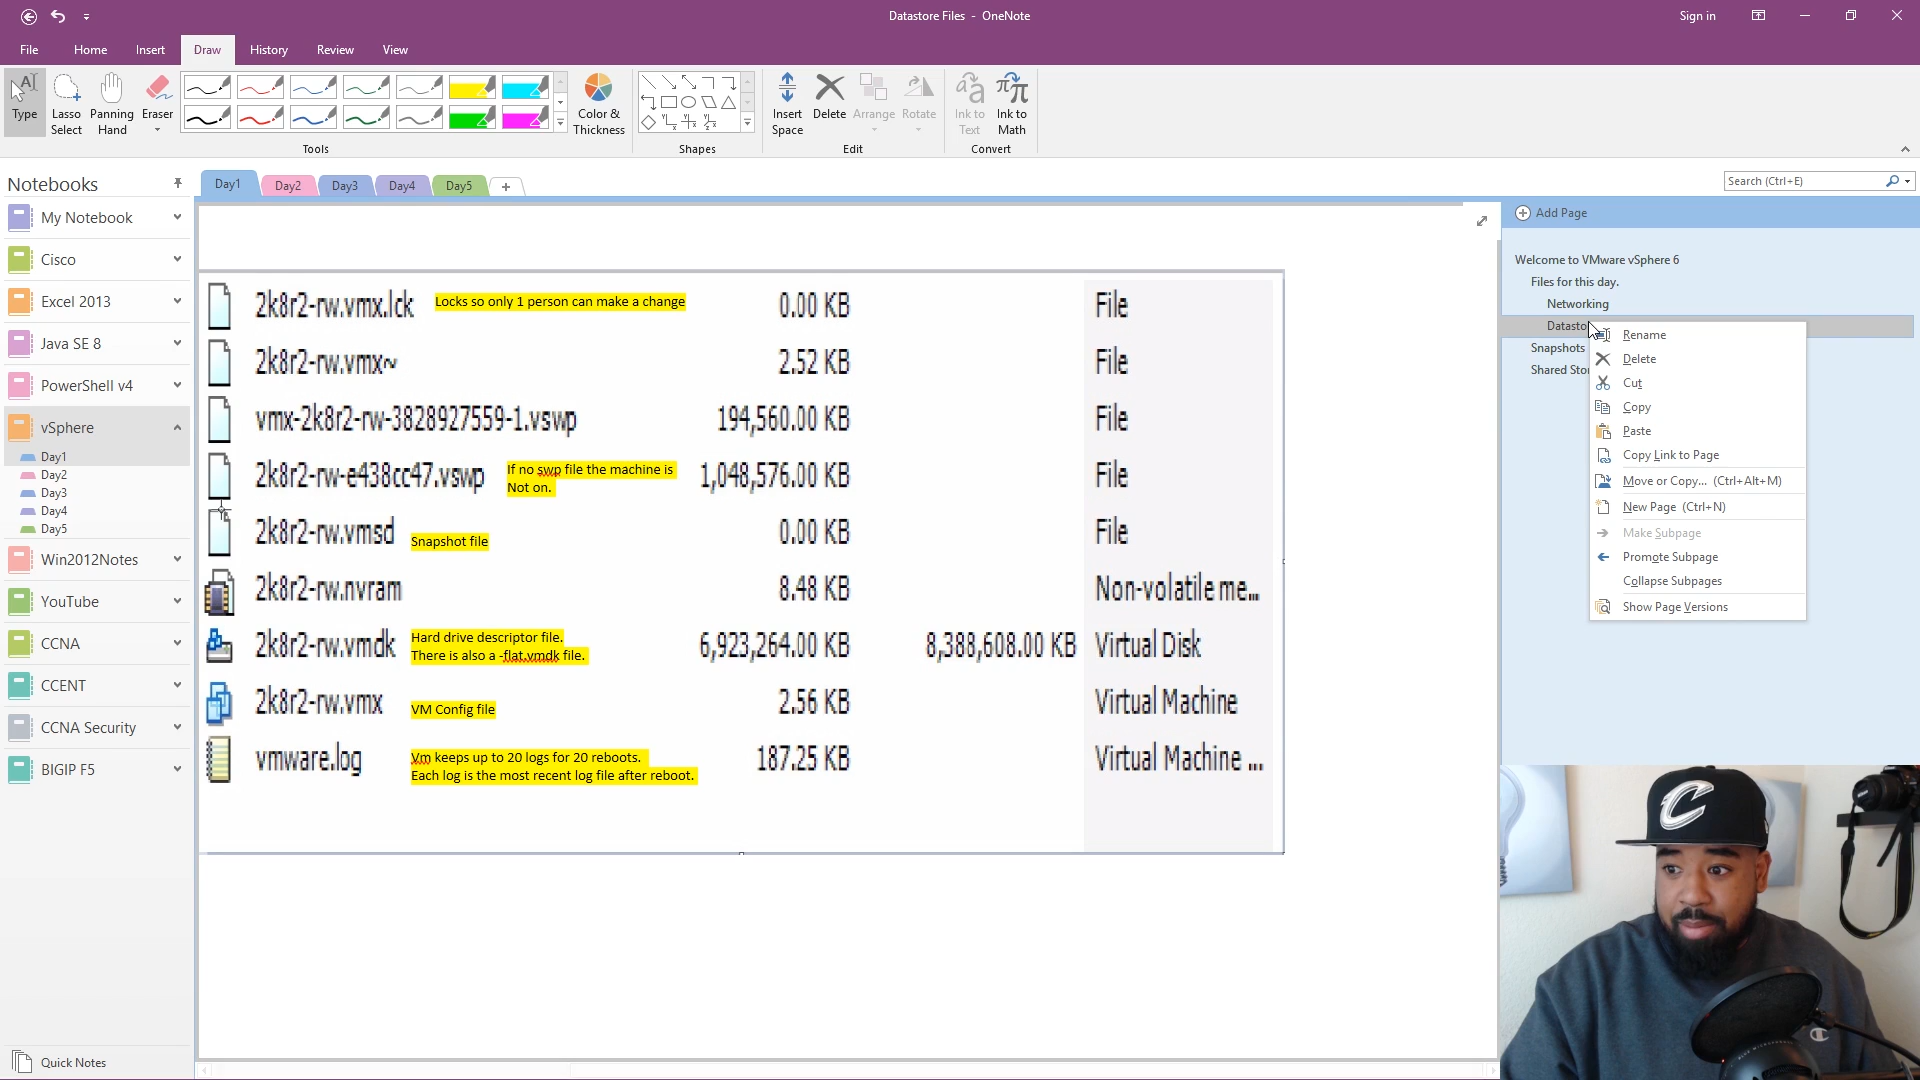 Datastore Files - OneNote
Sign in
File
Home
Insert
Draw
History
Review
View
Type
Lasso
Select
Panning
Hand
Eraser
Color &
Thickness
Insert
Space
Delete
Arrange
Rotate
Ink to
Text
Ink to
Math
Tools
Shapes
Edit
Convert
Notebooks
My Notebook
Cisco
Excel 2013
Java SE 8
PowerShell v4
vSphere
Day1
Day2
Day3
Day4
Day5
Win2012Notes
YouTube
CCNA
CCENT
CCNA Security
BIGIP F5
Quick Notes
Day1
Day2
Day3
Day4
Day5
Search (Ctrl+E)
2k8r2-rw.vmx.lck
Locks so only 1 person can make a change
0.00 KB
File
2k8r2-rw.vmx~
2.52 KB
File
vmx-2k8r2-rw-3828927559-1.vswp
194,560.00 KB
File
2k8r2-rw-e438cc47.vswp
If no swp file the machine is
Not on.
1,048,576.00 KB
File
2k8r2-rw.vmsd
Snapshot file
0.00 KB
File
2k8r2-rw.nvram
8.48 KB
Non-volatile me...
2k8r2-rw.vmdk
Hard drive descriptor file.
There is also a -flat.vmdk file.
6,923,264.00 KB
8,388,608.00 KB
Virtual Disk
2k8r2-rw.vmx
VM Config file
2.56 KB
Virtual Machine
vmware.log
Vm keeps up to 20 logs for 20 reboots.
Each log is the most recent log file after reboot.
187.25 KB
Virtual Machine ...
Add Page
Welcome to VMware vSphere 6
Files for this day.
Networking
Datasto
Snapshots
Shared Sto
Rename
Delete
Cut
Copy
Paste
Copy Link to Page
Move or Copy... (Ctrl+Alt+M)
New Page (Ctrl+N)
Make Subpage
Promote Subpage
Collapse Subpages
Show Page Versions
C